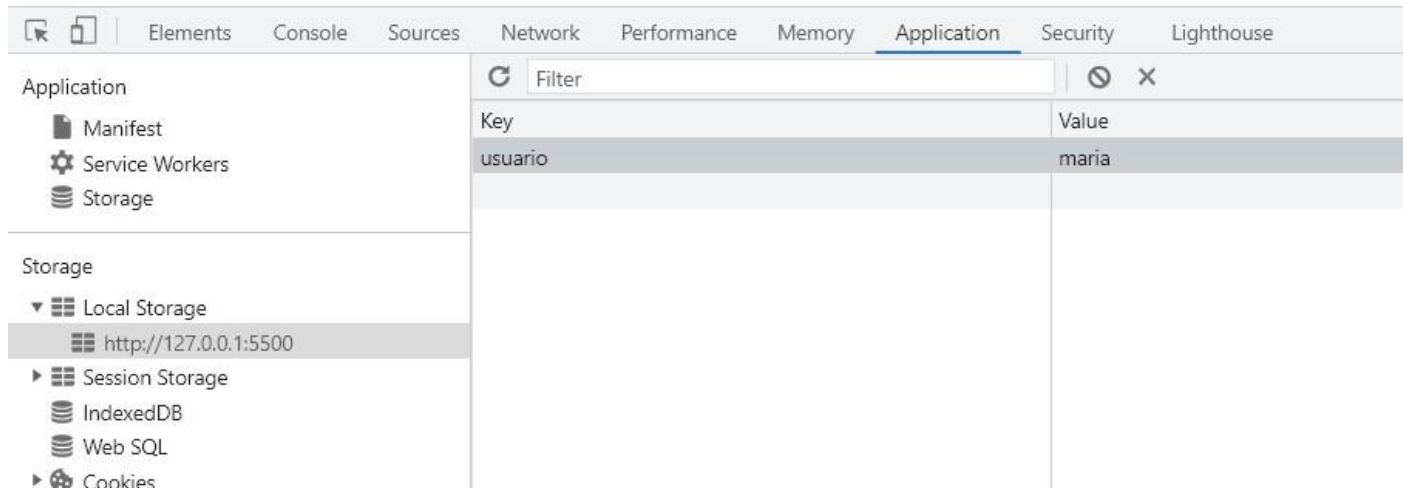 Elements Console Sources Network Performance Memory Application Security Lighthouse
Application
Manifest
Service Workers
Storage
Storage
Local Storage
http://127.0.0.1:5500
Session Storage
IndexedDB
Web SQL
Cookies
Filter
Key Value
usuario maria